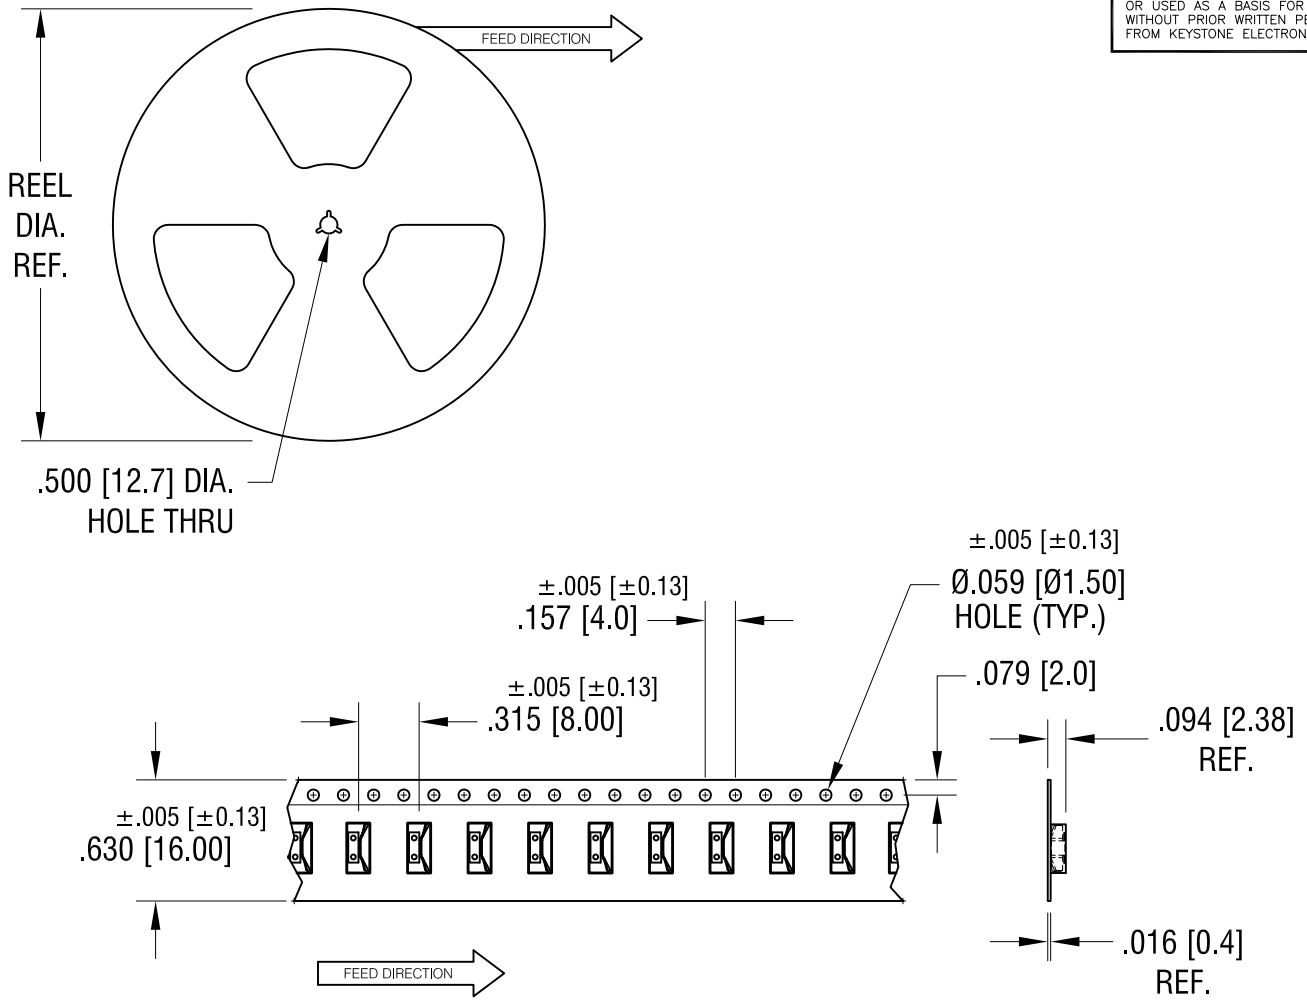 OR USED AS A BASIS FOR
WITHOUT PRIOR WRITTEN
FROM KEYSTONE
FEED DIRECTION
REEL
DIA.
REF.
.500 [12.7] DIA.
HOLE THRU
±.005 [±0.13]
Ø.059 [Ø1.50]
HOLE (TYP.)
±.005 [±0.13]
.157 [4.0]
.079 [2.0]
±.005 [±0.13]
.315 [8.00]
.094 [2.38]
REF.
±.005 [±0.13]
.630 [16.00]
.016 [0.4]
REF.
FEED DIRECTION